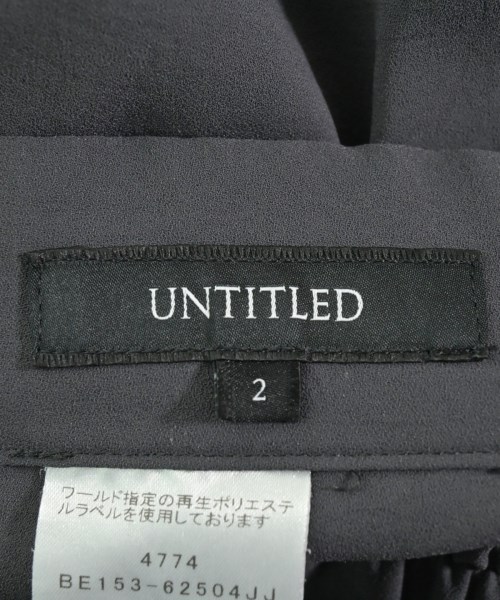 UNTITLED
2
ワールド指定の再生ポリエステ
ルラベルを使用しております
4774
BE153-62504JJ